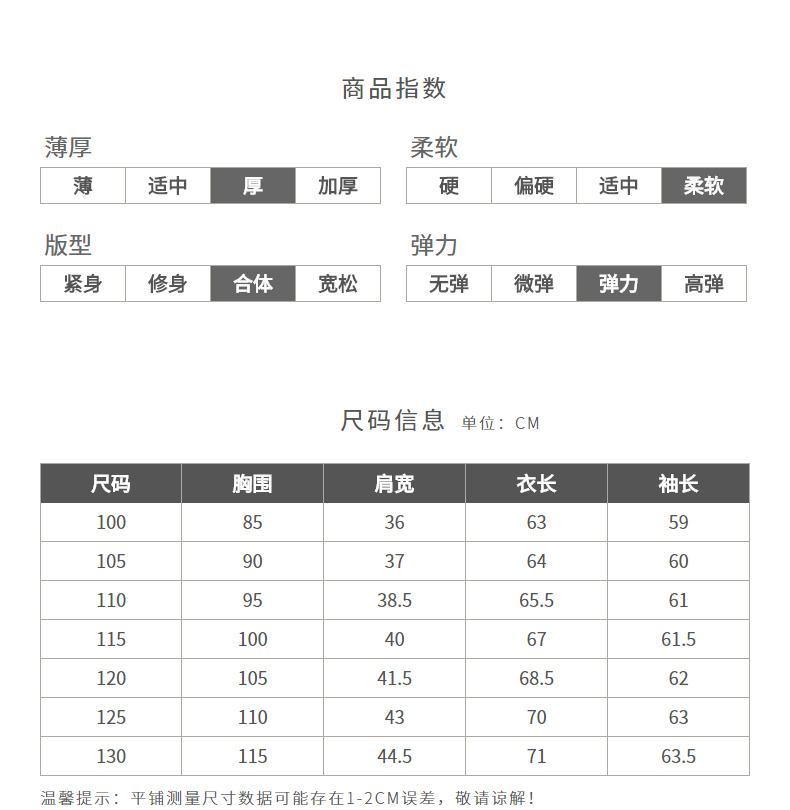 商品指数
薄厚 柔软
薄 适中 厚 加厚 硬 偏硬 适中 柔软
版型 弹力
紧身 修身 合体 宽松 无弹 微弹 弹力 高弹
尺码信息 单位：CM
尺码 胸围 肩宽 衣长 袖长
100 85 36 63 59
105 90 37 64 60
110 95 38.5 65.5 61
115 100 40 67 61.5
120 105 41.5 68.5 62
125 110 43 70 63
130 115 44.5 71 63.5
温馨提示：平铺测量尺寸数据可能存在1-2CM误差，敬请谅解！